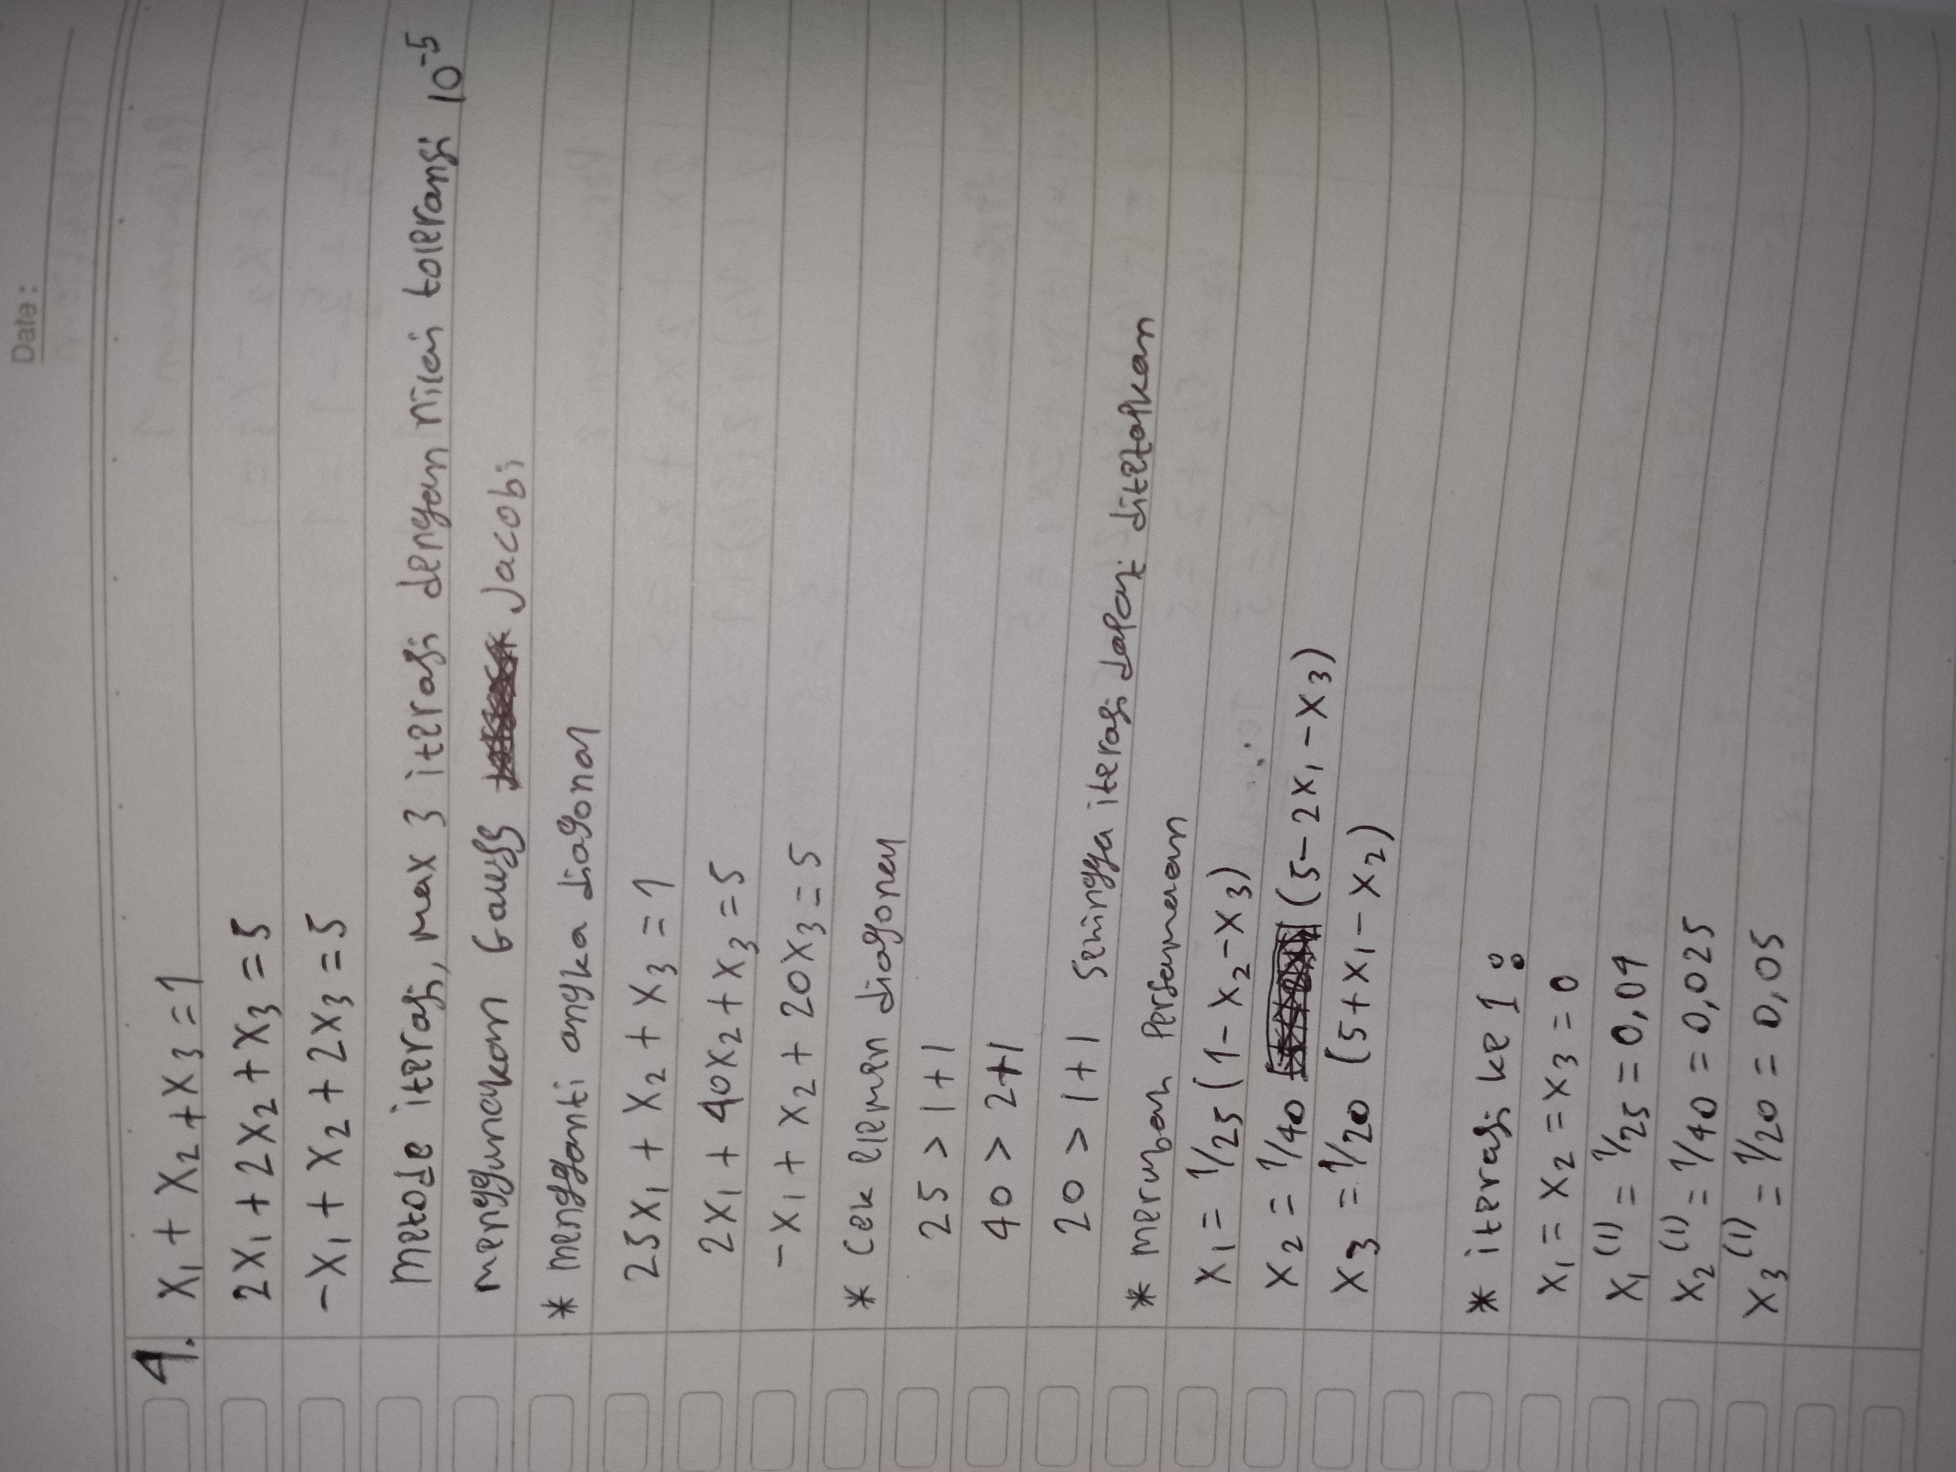 Date:
4. x₁ + x₂ + x₃ = 1
2x₁ + 2x₂ + x₃ = 5
-x₁ + x₂ + 2x₃ = 5
Metode iterasi, max 3 iterasi dengan nilai toleransi 10⁻⁵
menggunakan Gauss Jacobi
* mengganti angka diagonal
25x₁ + x₂ + x₃ = 1
2x₁ + 40x₂ + x₃ = 5
-x₁ + x₂ + 20x₃ = 5
* Cek elemen diagonal
25 > 1+1
40 > 2+1
20 > 1+1 Sehingga iterasi dapat ditetapkan
* merubah Persamaan
x₁ = 1/25 (1 - x₂ - x₃)
x₂ = 1/40 (5 - 2x₁ - x₃)
x₃ = 1/20 (5 + x₁ - x₂)
* iterasi ke 1 :
x₁ = x₂ = x₃ = 0
x₁⁽¹⁾ = 1/25 = 0,04
x₂⁽¹⁾ = 1/40 = 0,025
x₃⁽¹⁾ = 1/20 = 0,05